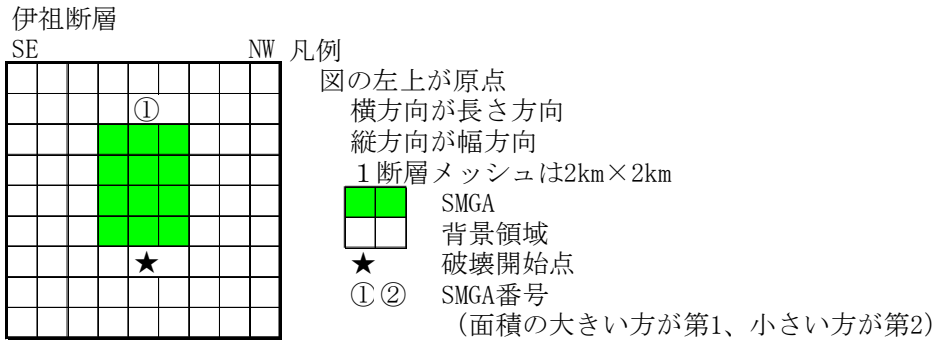 伊祖断層
SE NW 凡例
図の左上が原点
①
横方向が長さ方向
縦方向が幅方向
１断層メッシュは2km×2km
SMGA
背景領域
★ ★ 破壊開始点
①② SMGA番号
（面積の大きい方が第1、小さい方が第2）